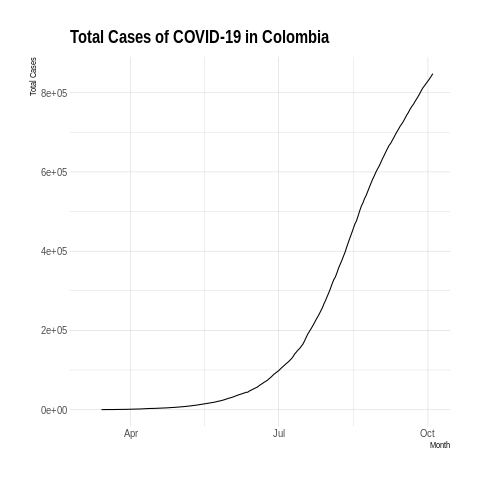 Total Cases of COVID-19 in Colombia
Total Cases
8e+05
6e+05
4e+05
2e+05
0e+00
Apr
Jul
Oct
Month